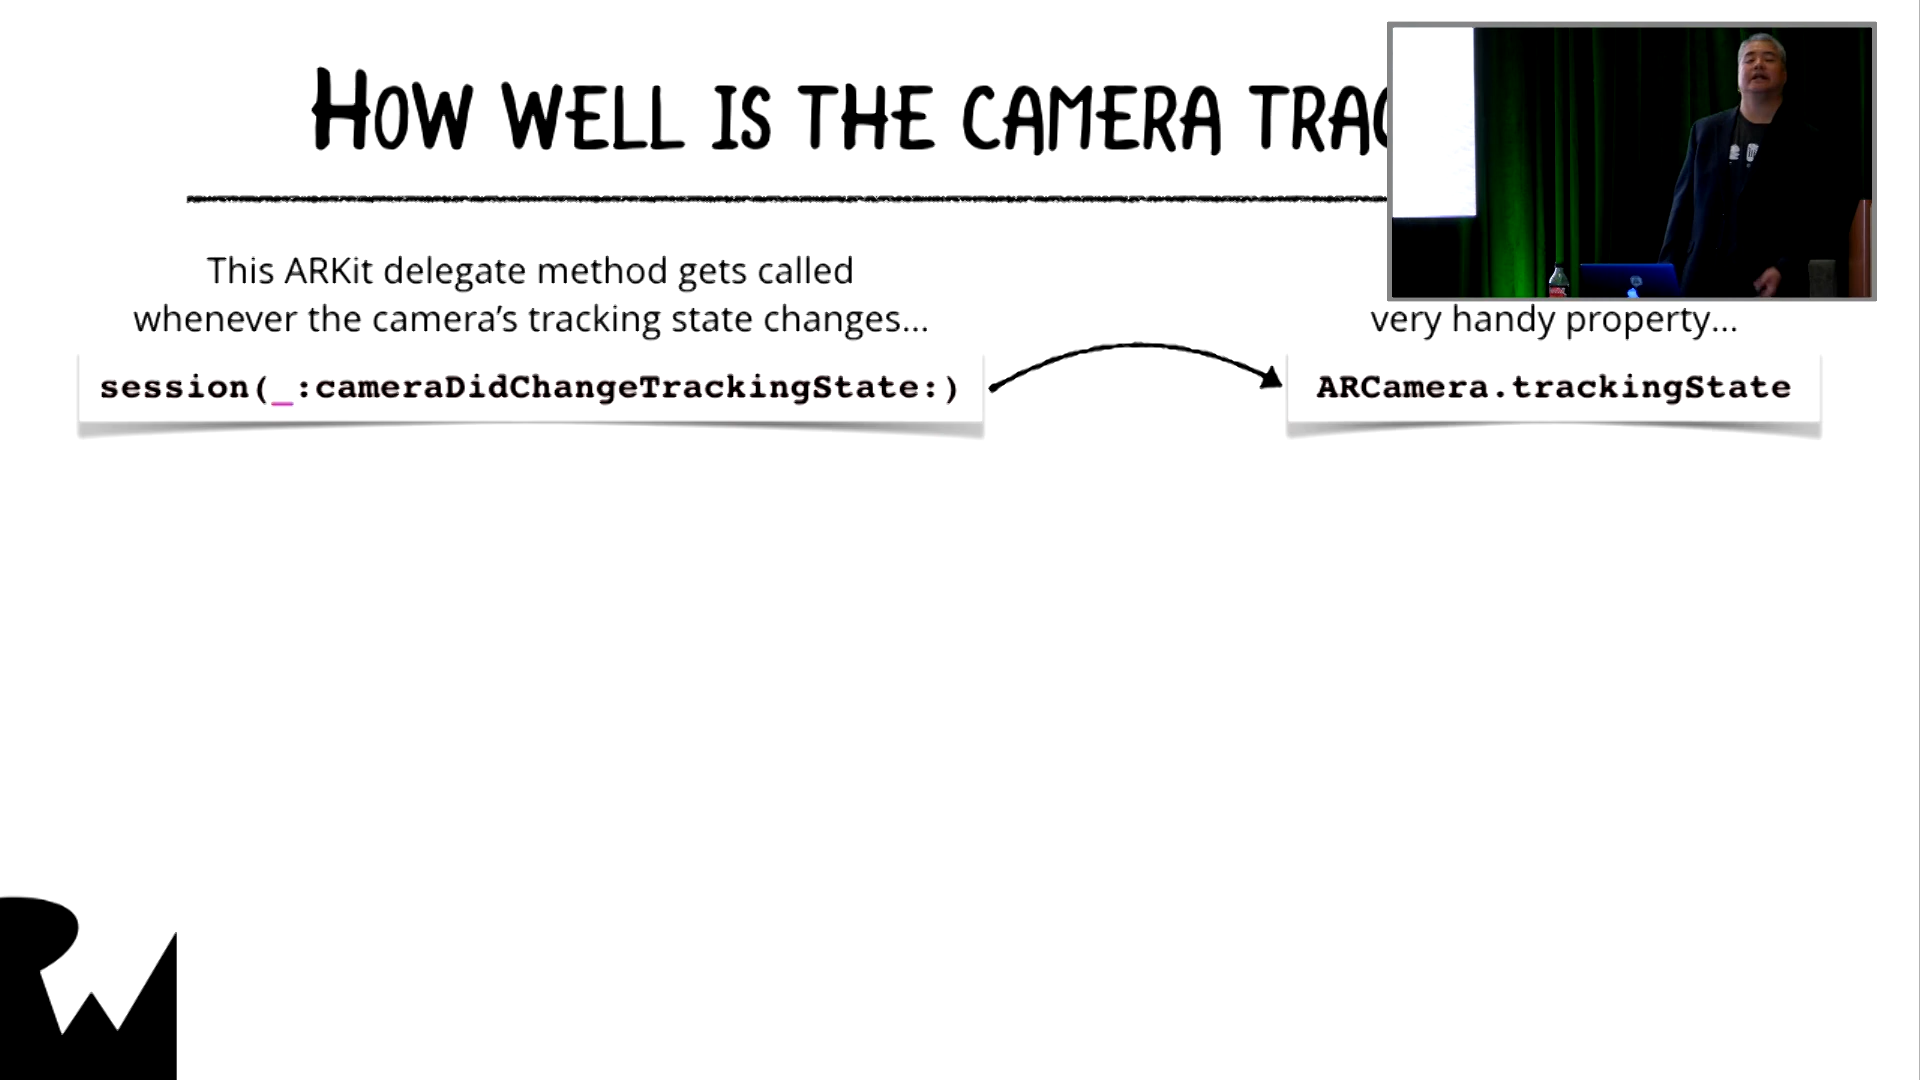 HOW WELL IS THE CAMERA
This ARKit delegate method gets called
whenever the camera’s tracking state changes...
session(_:cameraDidChangeTrackingState:)
very handy property...
ARCamera.trackingState
RW